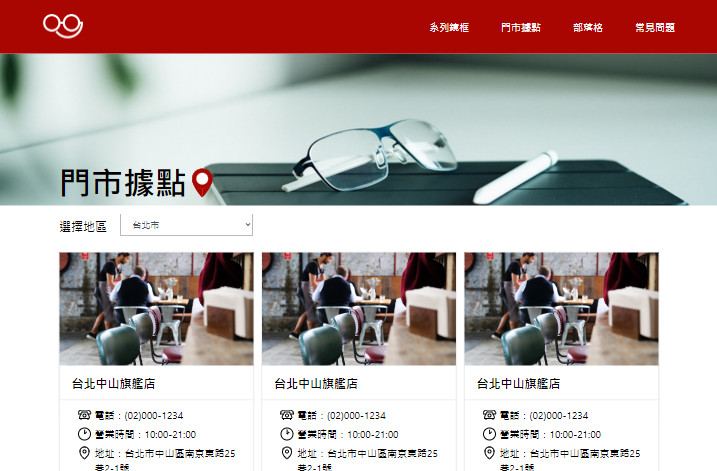 系列鏡框 門市據點 部落格 常見問題
門市據點
選擇地區 台北市
台北中山旗艦店 台北中山旗艦店 台北中山旗艦店
電話：(02)000-1234 電話：(02)000-1234 電話：(02)000-1234
營業時間：10:00-21:00 營業時間：10:00-21:00 營業時間：10:00-21:00
地址：台北市中山區南京東路25 地址：台北市中山區南京東路25 地址：台北市中山區南京東路25
巷2-1號 巷2-1號 巷2-1號